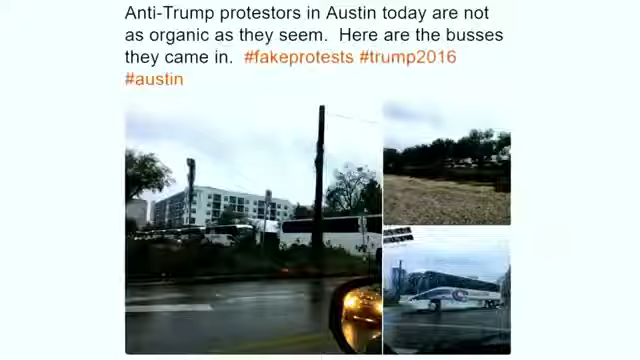 Anti-Trump protestors in Austin today are not
as organic as they seem.  Here are the busses
they came in.  #fakeprotests #trump2016
#austin